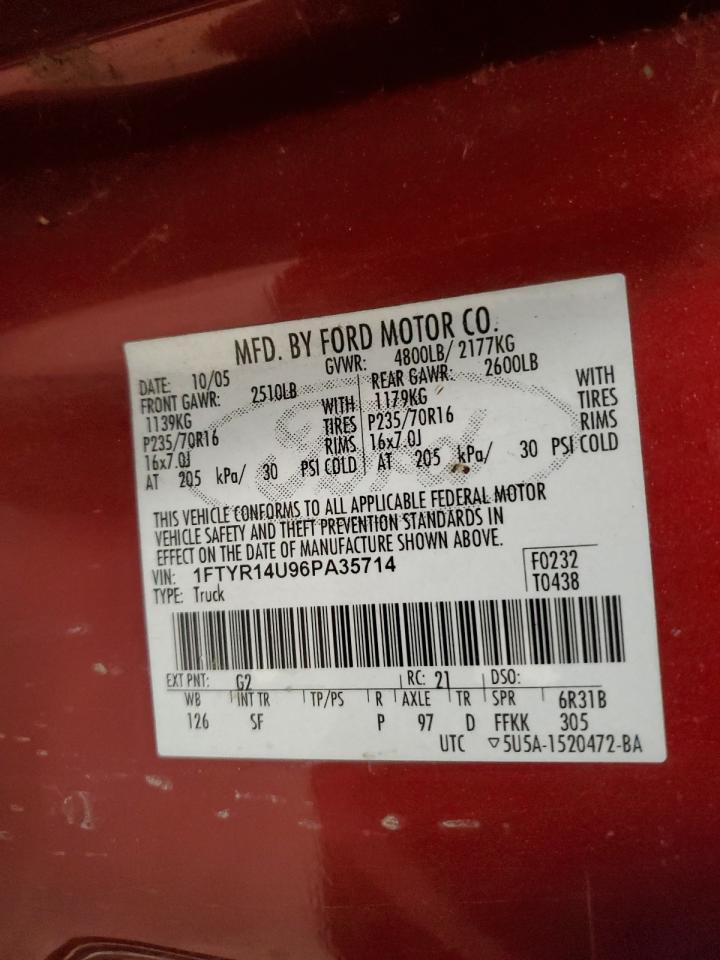 MFD. BY FORD MOTOR CO.
DATE: 10/05 GVWR: 4800LB/ 2177KG
FRONT GAWR: 2510LB REAR GAWR: 2600LB
1139KG WITH 1179KG WITH
P235/70R16 TIRES P235/70R16 TIRES
16x7.0J RIMS 16x7.0J RIMS
AT 205 kPa/ 30 PSI COLD AT 205 kPa/ 30 PSI COLD
Ford
THIS VEHICLE CONFORMS TO ALL APPLICABLE FEDERAL MOTOR
VEHICLE SAFETY AND THEFT PREVENTION STANDARDS IN
EFFECT ON THE DATE OF MANUFACTURE SHOWN ABOVE.
VIN: 1FTYR14U96PA35714 F0232
TYPE: Truck T0438
EXT PNT: G2 RC: 21 DSO:
WB INT TR TP/PS R AXLE TR SPR 6R31B
126 SF P 97 D FFKK 305
UTC ▽5U5A-1520472-BA